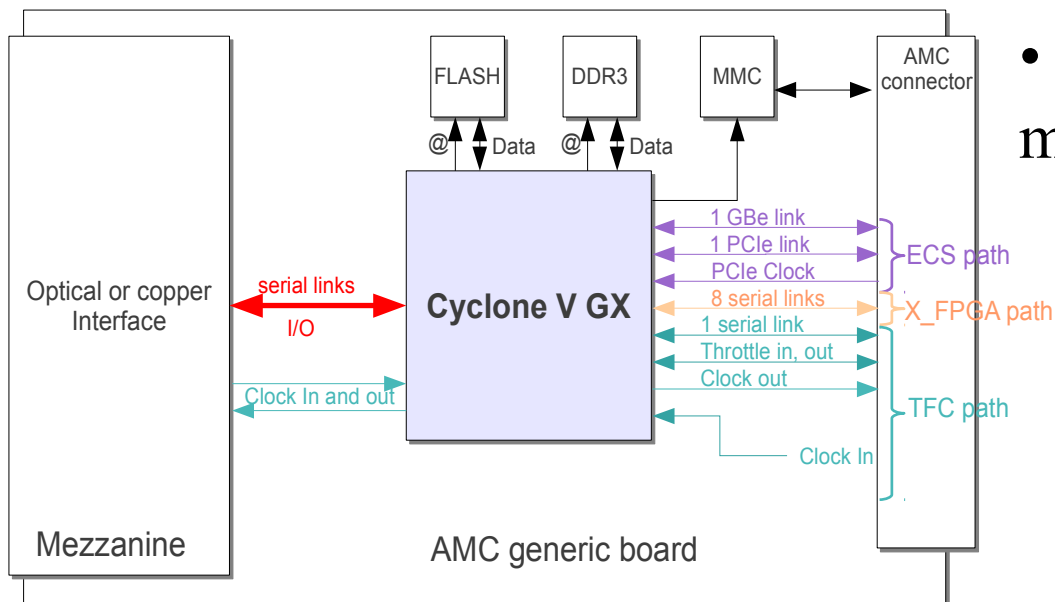 FLASH
DDR3
MMC
AMC
connector
•
m
@
Data
@
Data
1 GBe link
1 PCIe link
PCIe Clock
ECS path
8 serial links
X_FPGA path
1 serial link
Throttle in, out
Clock out
TFC path
Clock In
Optical or copper
Interface
serial links
I/O
Cyclone V GX
Clock In and out
Mezzanine
AMC generic board